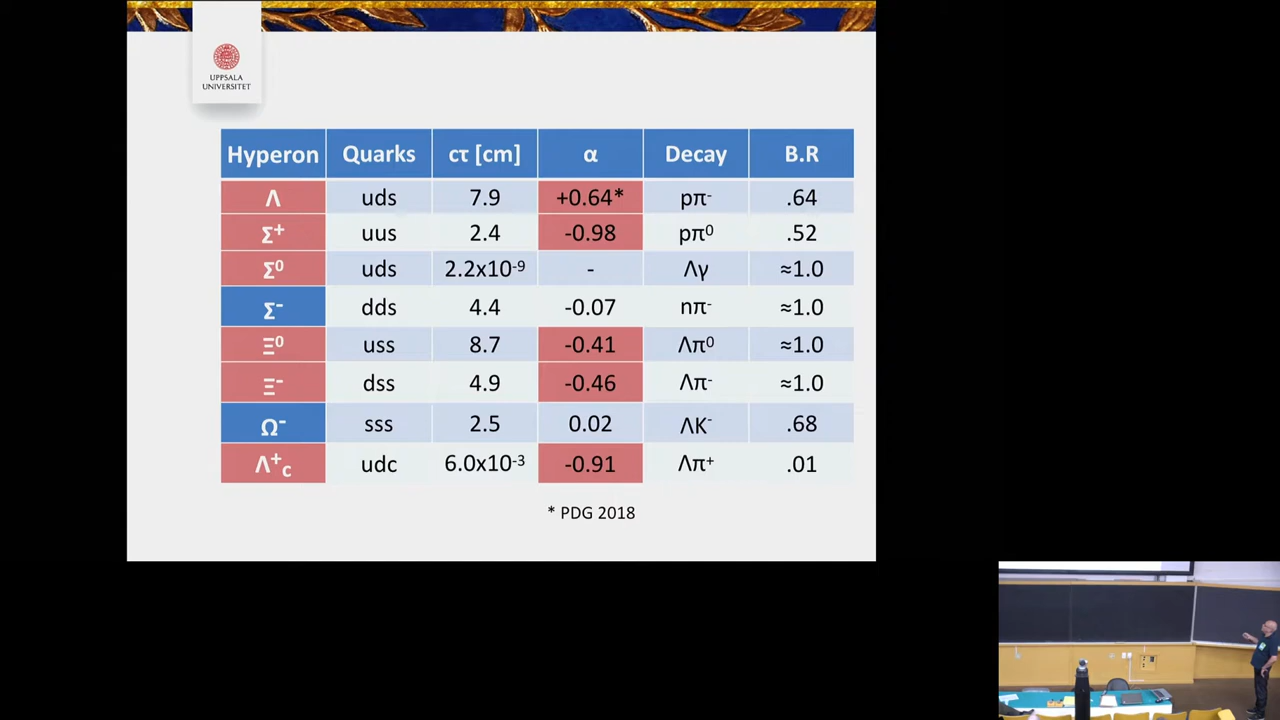 UPPSALA
UNIVERSITET
Hyperon Quarks cτ [cm] α Decay B.R
Λ uds 7.9 +0.64* pπ⁻ .64
Σ⁺ uus 2.4 -0.98 pπ⁰ .52
Σ⁰ uds 2.2x10⁻⁹ - Λγ ≈1.0
Σ⁻ dds 4.4 -0.07 nπ⁻ ≈1.0
Ξ⁰ uss 8.7 -0.41 Λπ⁰ ≈1.0
Ξ⁻ dss 4.9 -0.46 Λπ⁻ ≈1.0
Ω⁻ sss 2.5 0.02 ΛK⁻ .68
Λ⁺c udc 6.0x10⁻³ -0.91 Λπ⁺ .01
* PDG 2018